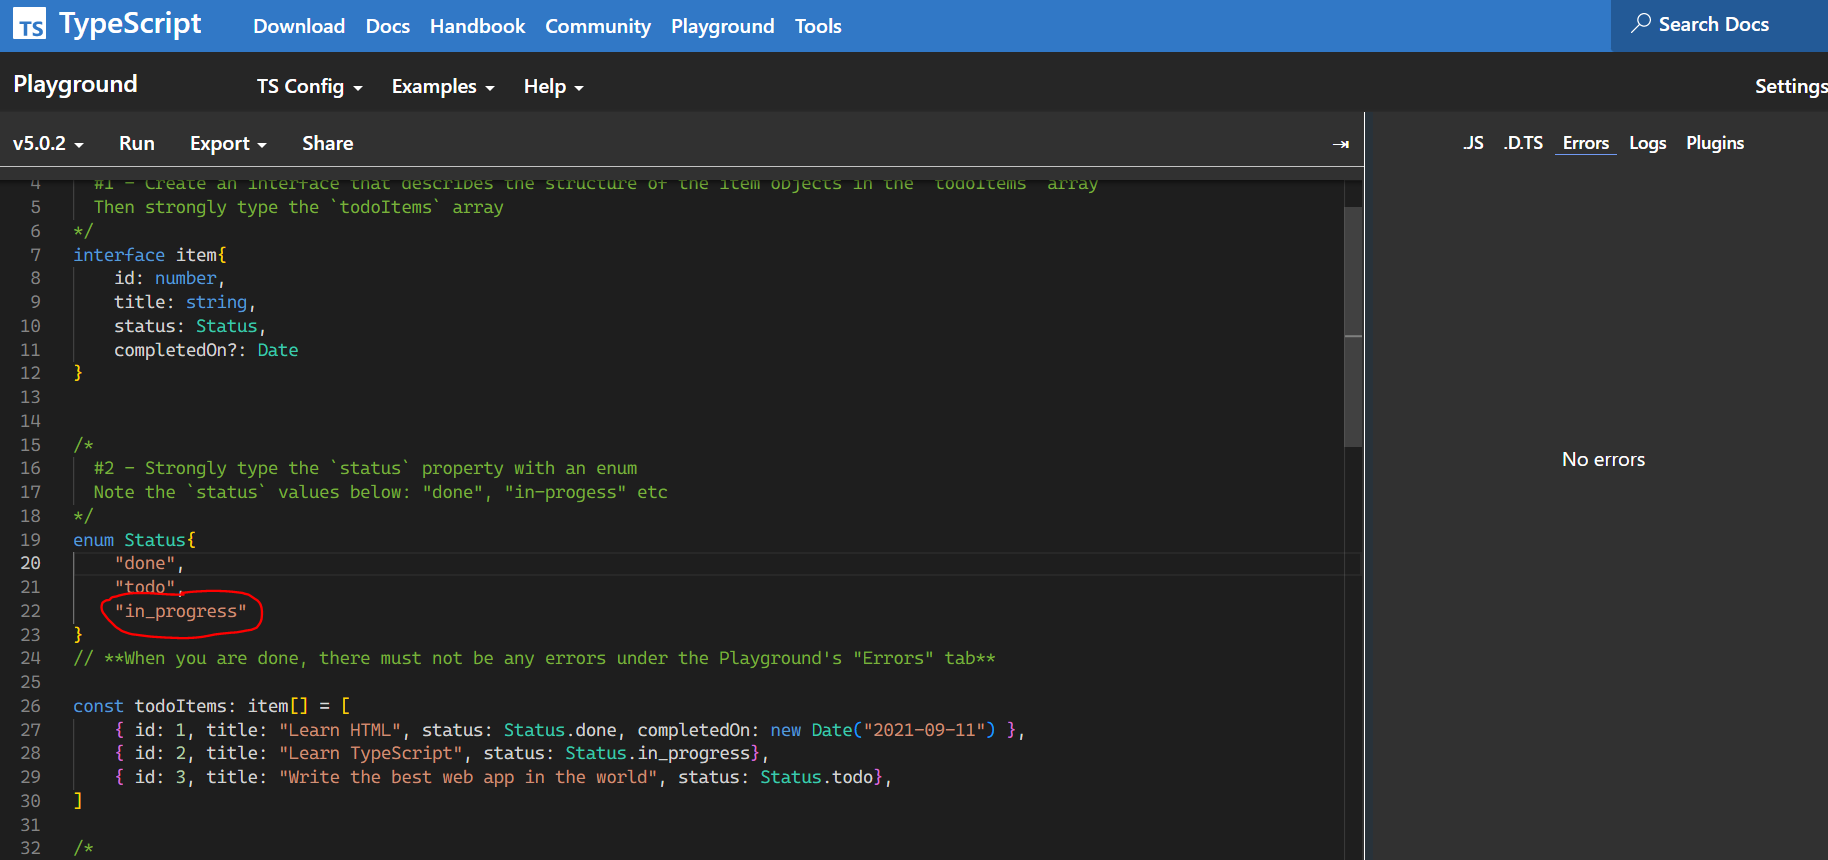 TS TypeScript Download Docs Handbook Community Playground Tools Search Docs
Playground TS Config Examples Help Settings
v5.0.2 Run Export Share .JS .D.TS Errors Logs Plugins
4 #1 - Create an interface that describes the structure of the item objects in the `todoItems` array
5 Then strongly type the `todoItems` array
6 */
7 interface item{
8 id: number,
9 title: string,
10 status: Status,
11 completedOn?: Date
12 }
13
14
15 /*
16 #2 - Strongly type the `status` property with an enum
17 Note the `status` values below: "done", "in-progess" etc
18 */
19 enum Status{
20 "done",
21 "todo",
22 "in_progress"
23 }
24 // **When you are done, there must not be any errors under the Playground's "Errors" tab**
25
26 const todoItems: item[] = [
27 { id: 1, title: "Learn HTML", status: Status.done, completedOn: new Date("2021-09-11") },
28 { id: 2, title: "Learn TypeScript", status: Status.in_progress},
29 { id: 3, title: "Write the best web app in the world", status: Status.todo},
30 ]
31
32 /*
No errors